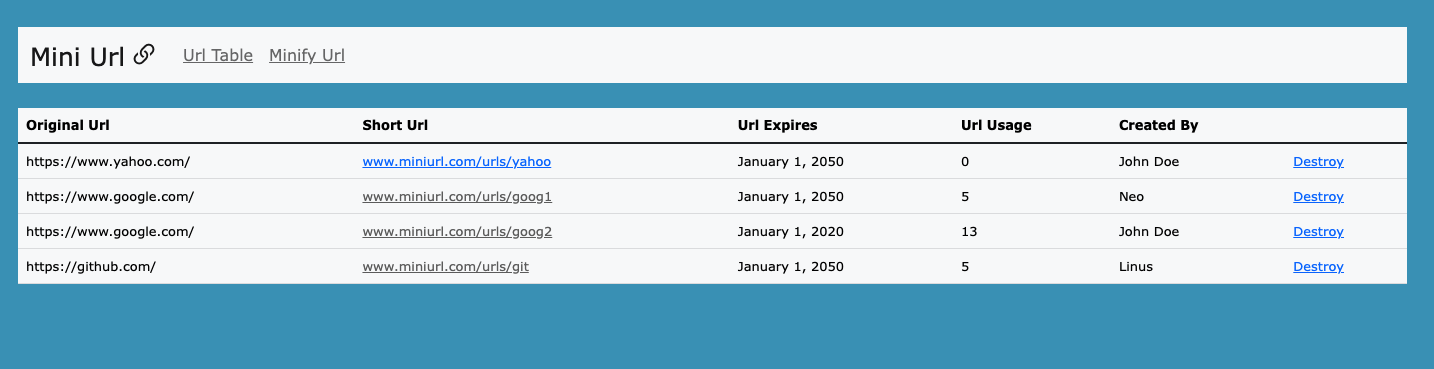 Mini Url Url Table Minify Url
Original Url Short Url Url Expires Url Usage Created By
https://www.yahoo.com/ www.miniurl.com/urls/yahoo January 1, 2050 0 John Doe Destroy
https://www.google.com/ www.miniurl.com/urls/goog1 January 1, 2050 5 Neo Destroy
https://www.google.com/ www.miniurl.com/urls/goog2 January 1, 2020 13 John Doe Destroy
https://github.com/ www.miniurl.com/urls/git January 1, 2050 5 Linus Destroy